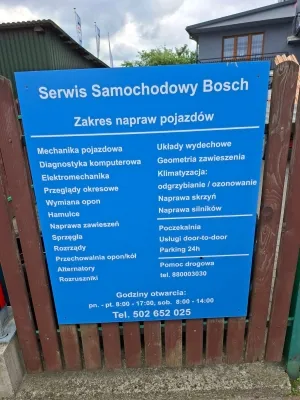 Serwis Samochodowy Bosch
Zakres napraw pojazdów
Mechanika pojazdowa
Diagnostyka komputerowa
Elektromechanika
Przeglądy okresowe
Wymiana opon
Hamulce
Naprawa zawieszeń
Sprzęgła
Rozrządy
Przechowalnia opon/kół
Alternatory
Rozruszniki
Układy wydechowe
Geometria zawieszenia
Klimatyzacja:
odgrzybianie / ozonowanie
Naprawa skrzyń
Naprawa silników
Poczekalnia
Usługi door-to-door
Parking 24h
Pomoc drogowa
tel. 880003030
Godziny otwarcia:
pn. - pt. 8:00 - 17:00, sob. 8:00 - 14:00
Tel. 502 652 025